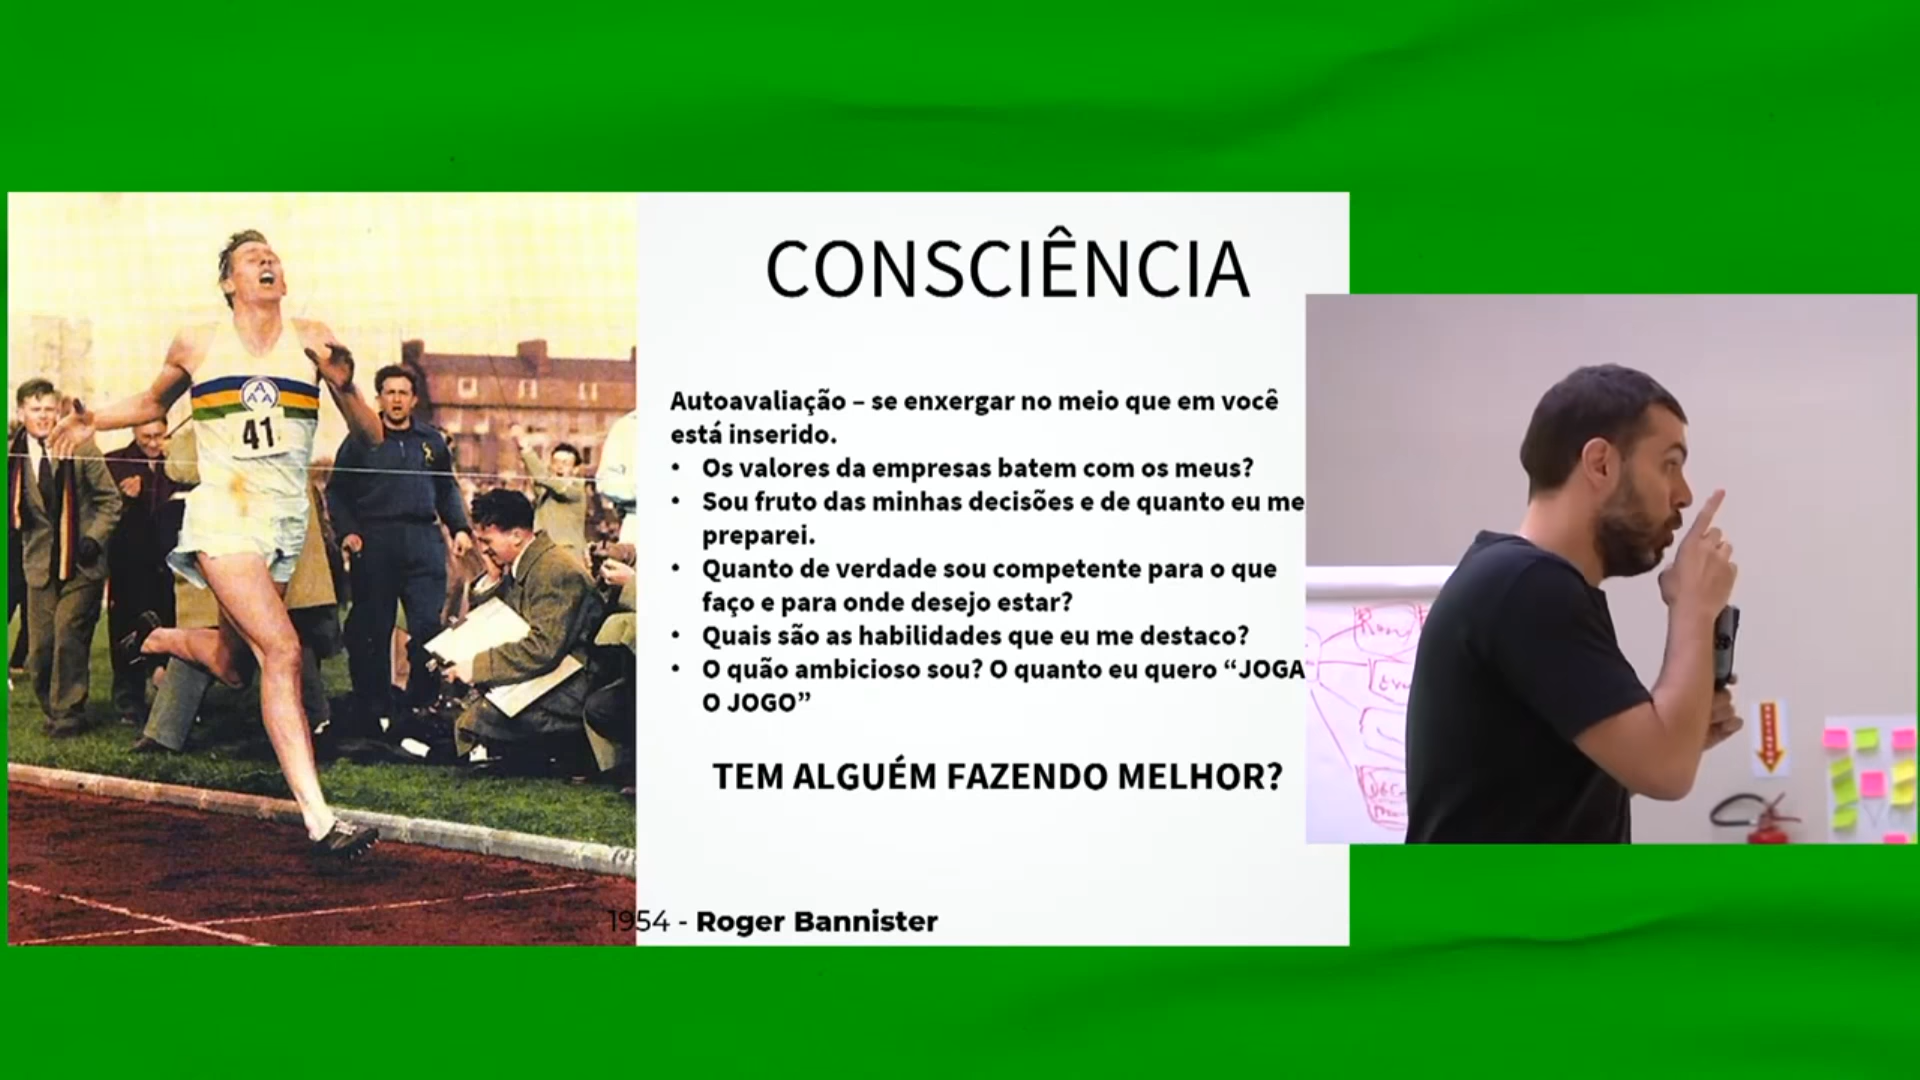 CONSCIÊNCIA
Autoavaliação – se enxergar no meio que em você
está inserido.
• Os valores da empresas batem com os meus?
• Sou fruto das minhas decisões e de quanto eu me
preparei.
• Quanto de verdade sou competente para o que
faço e para onde desejo estar?
• Quais são as habilidades que eu me destaco?
• O quão ambicioso sou? O quanto eu quero “JOGA
O JOGO”
TEM ALGUÉM FAZENDO MELHOR?
1954 - Roger Bannister
AAA
41